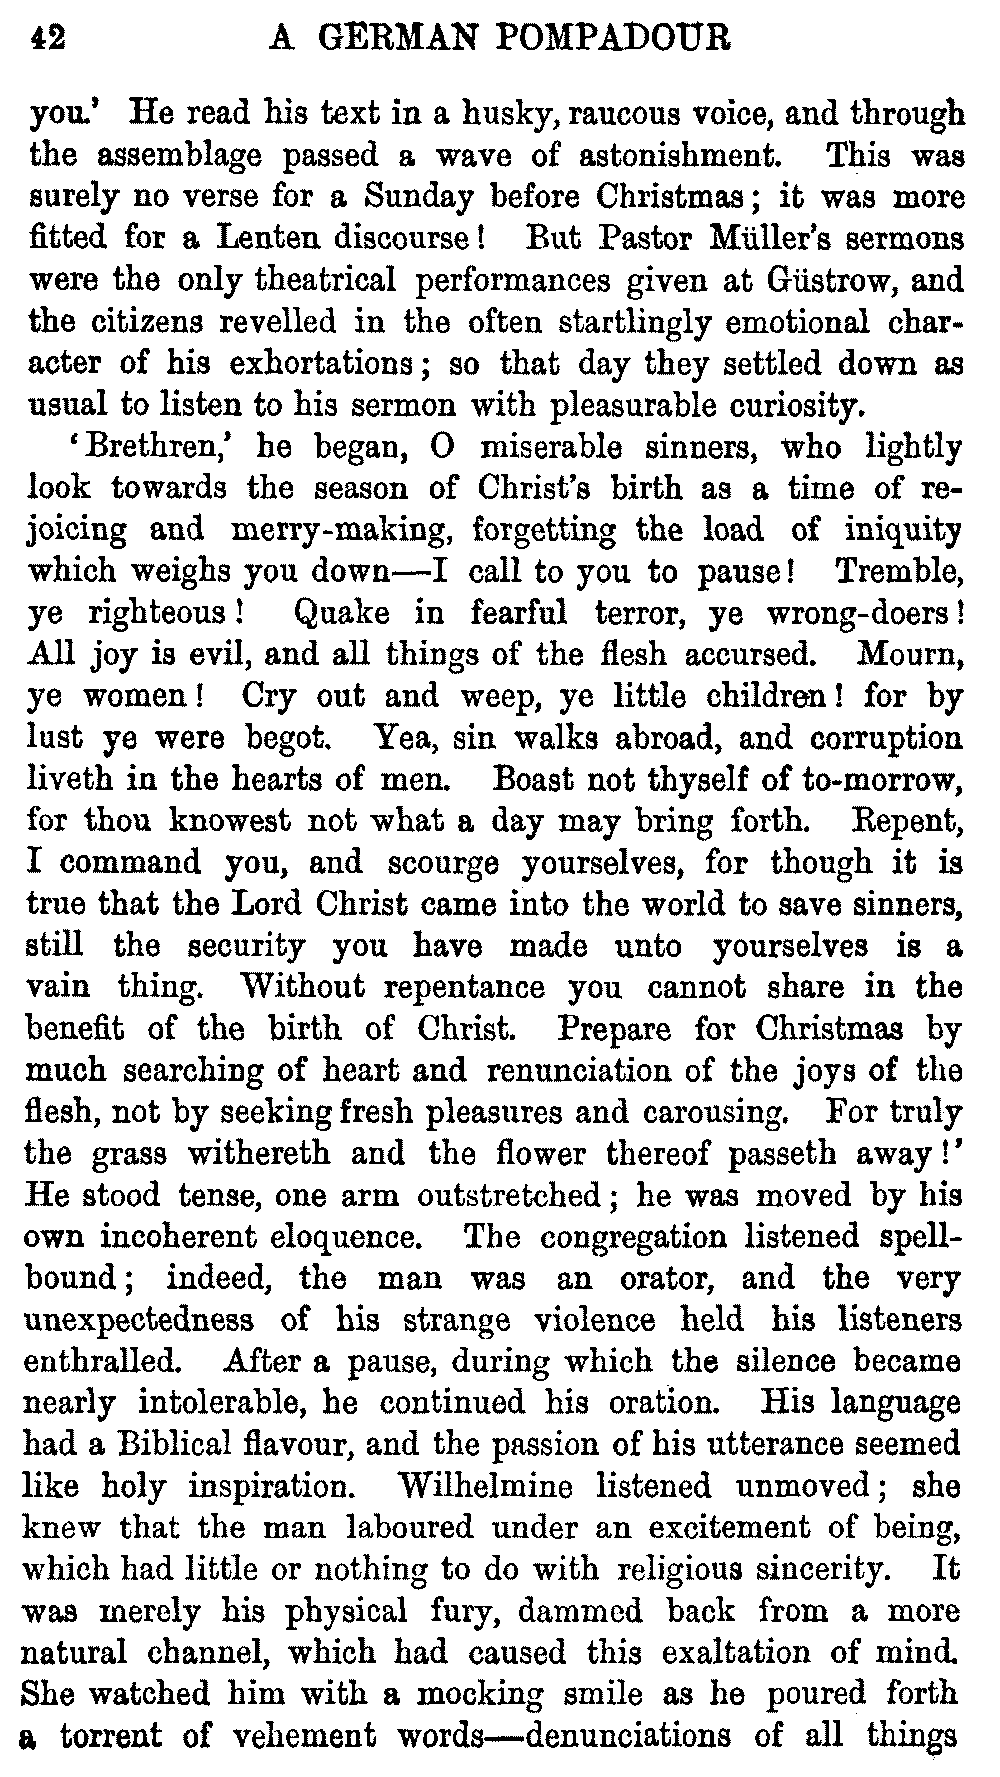 42 A GERMAN POMPADOUR
you.' He read his text in a husky, raucous voice, and through
the assemblage passed a wave of astonishment. This was
surely no verse for a Sunday before Christmas; it was more
fitted for a Lenten discourse! But Pastor Müller's sermons
were the only theatrical performances given at Güstrow, and
the citizens revelled in the often startlingly emotional char-
acter of his exhortations; so that day they settled down as
usual to listen to his sermon with pleasurable curiosity.
'Brethren,' he began, O miserable sinners, who lightly
look towards the season of Christ's birth as a time of re-
joicing and merry-making, forgetting the load of iniquity
which weighs you down—I call to you to pause! Tremble,
ye righteous! Quake in fearful terror, ye wrong-doers!
All joy is evil, and all things of the flesh accursed. Mourn,
ye women! Cry out and weep, ye little children! for by
lust ye were begot. Yea, sin walks abroad, and corruption
liveth in the hearts of men. Boast not thyself of to-morrow,
for thou knowest not what a day may bring forth. Repent,
I command you, and scourge yourselves, for though it is
true that the Lord Christ came into the world to save sinners,
still the security you have made unto yourselves is a
vain thing. Without repentance you cannot share in the
benefit of the birth of Christ. Prepare for Christmas by
much searching of heart and renunciation of the joys of the
flesh, not by seeking fresh pleasures and carousing. For truly
the grass withereth and the flower thereof passeth away!'
He stood tense, one arm outstretched; he was moved by his
own incoherent eloquence. The congregation listened spell-
bound; indeed, the man was an orator, and the very
unexpectedness of his strange violence held his listeners
enthralled. After a pause, during which the silence became
nearly intolerable, he continued his oration. His language
had a Biblical flavour, and the passion of his utterance seemed
like holy inspiration. Wilhelmine listened unmoved; she
knew that the man laboured under an excitement of being,
which had little or nothing to do with religious sincerity. It
was merely his physical fury, dammed back from a more
natural channel, which had caused this exaltation of mind.
She watched him with a mocking smile as he poured forth
a torrent of vehement words—denunciations of all things